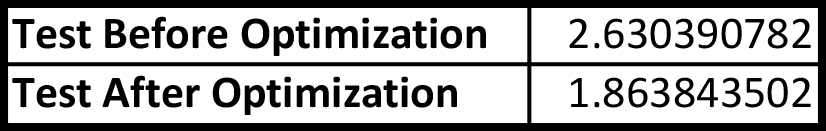 Test Before Optimization 2.630390782
Test After Optimization 1.863843502